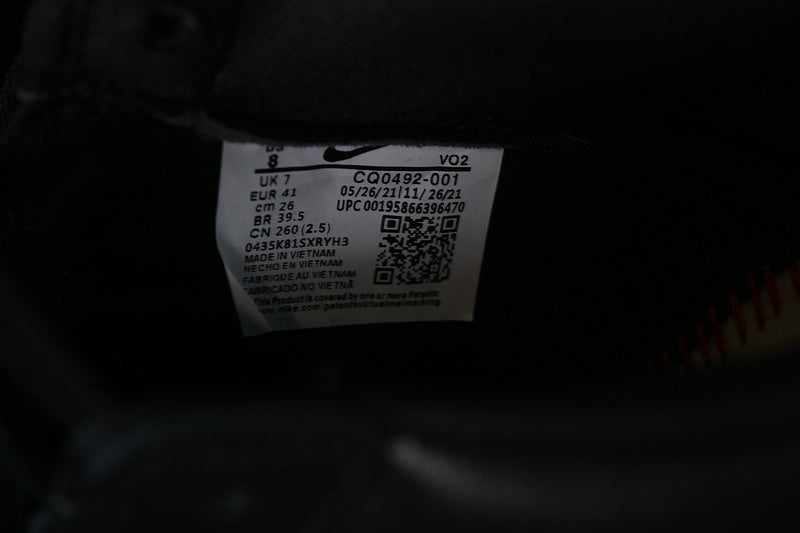 US
8
VO2
UK 7
CQ0492-001
EUR 41
05/26/21|11/26/21
cm 26
UPC 00195866396470
BR 39.5
CN 260 (2.5)
0435K81SXRYH3
MADE IN VIETNAM
HECHO EN VIETNAM
FABRIQUE AU VIETNAM
FABRICADO NO VIETNÃ
This Product is covered by one or more Patents:
www.nike.com/patentsvirtualmalmarking.